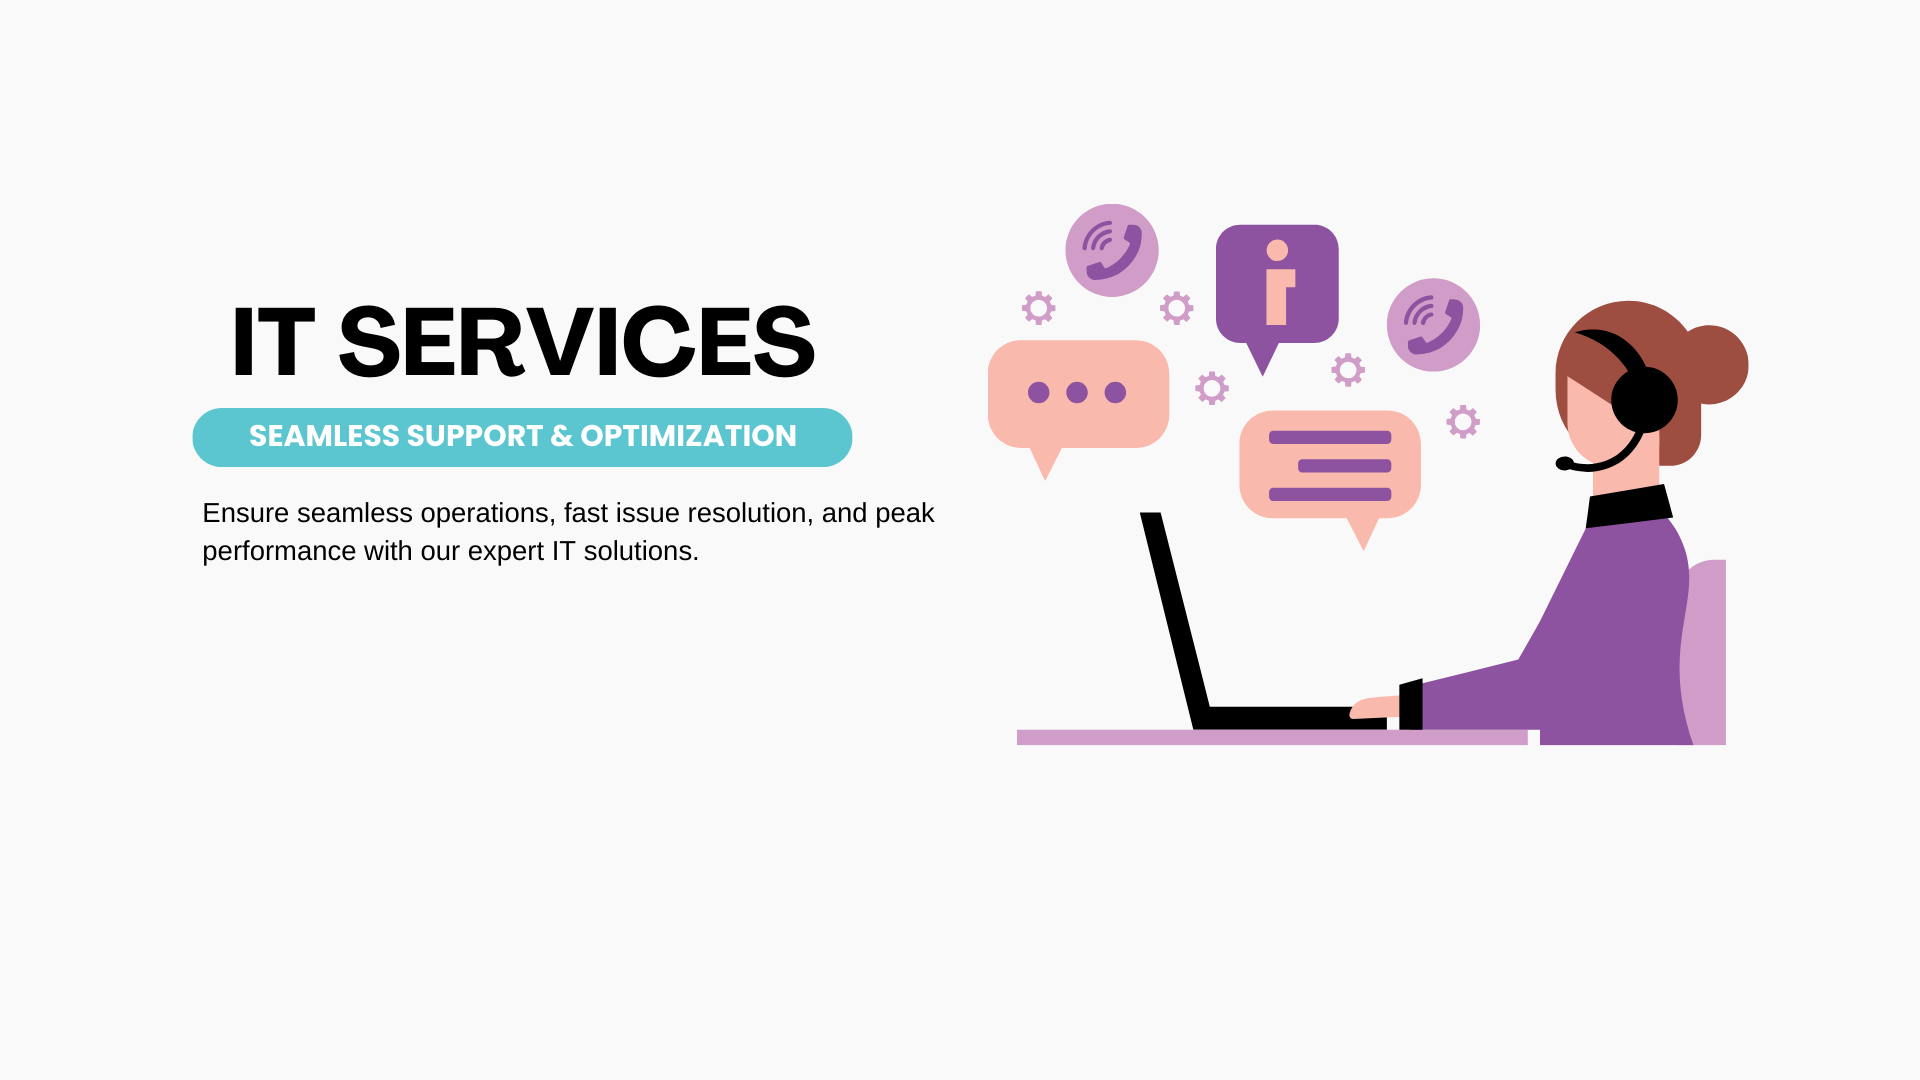 IT SERVICES
SEAMLESS SUPPORT & OPTIMIZATION
Ensure seamless operations, fast issue resolution, and peak
performance with our expert IT solutions.